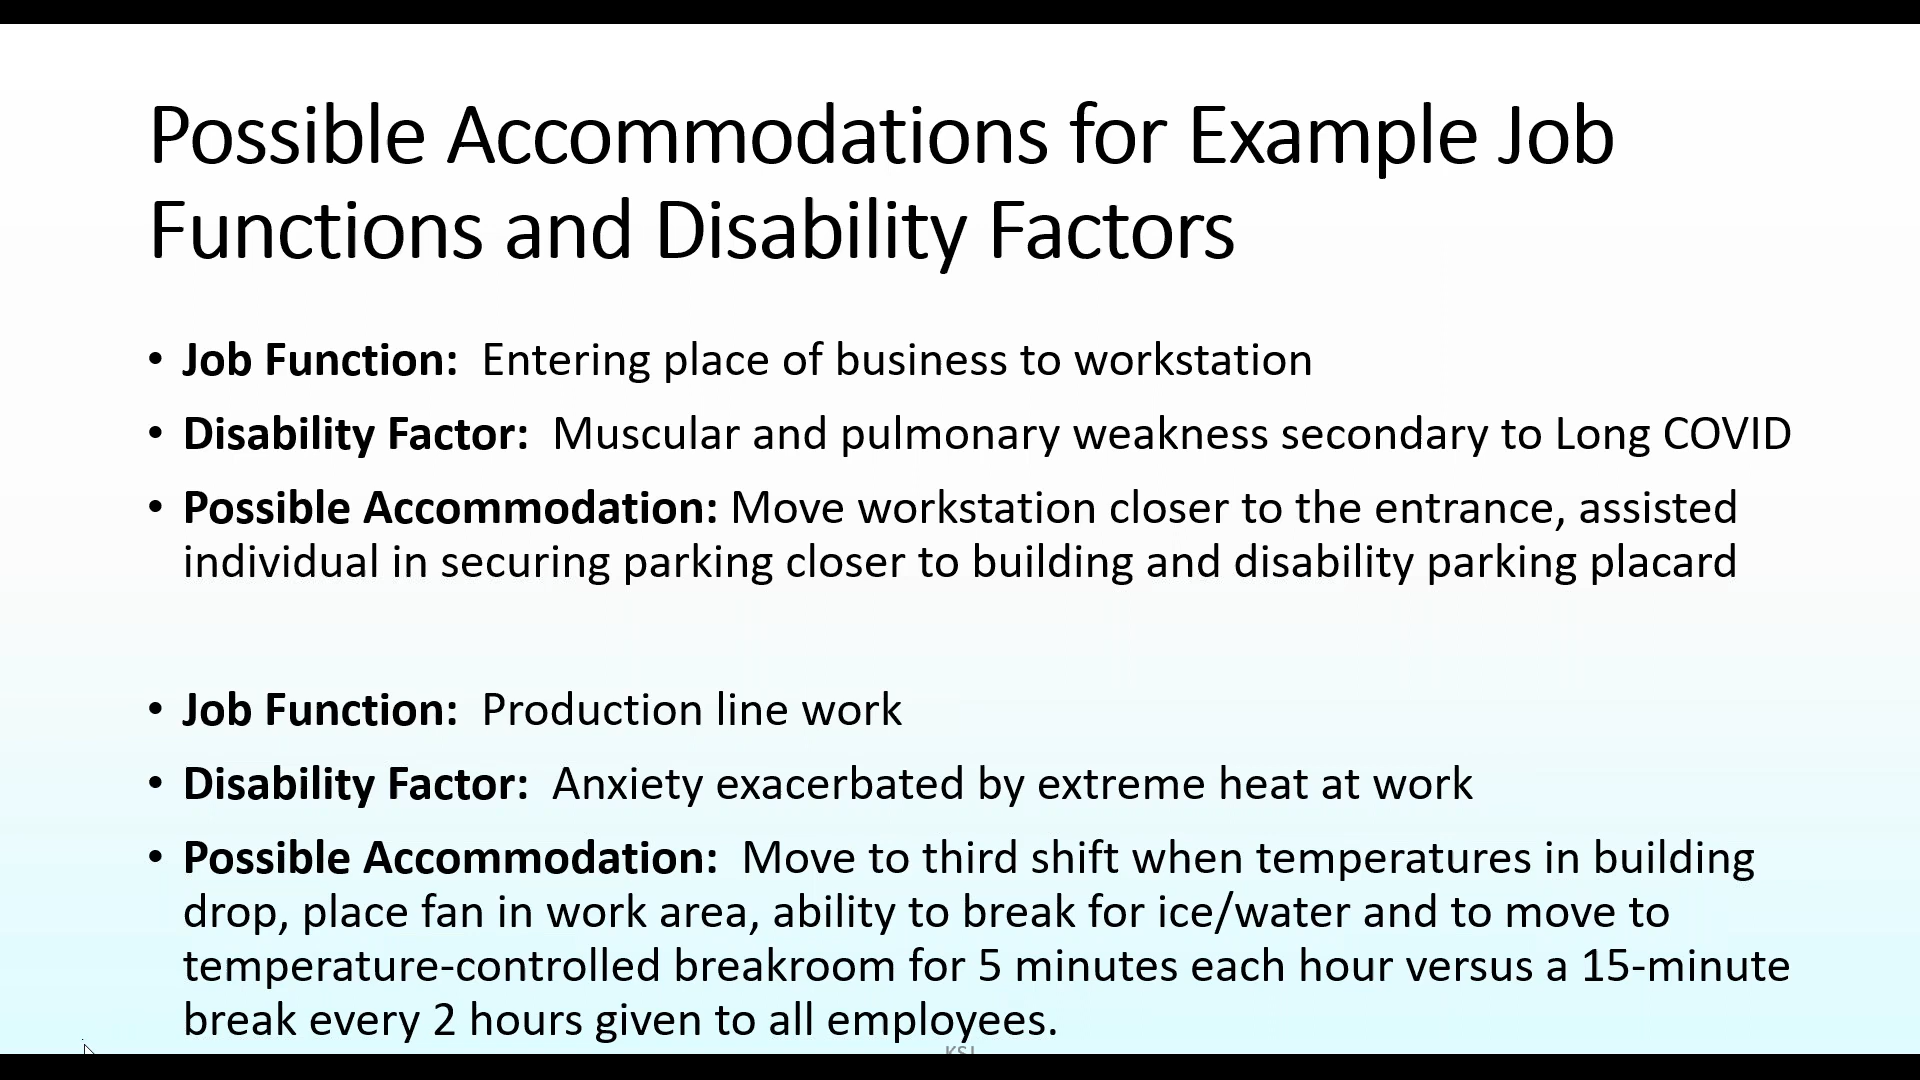 Possible Accommodations for Example Job
Functions and Disability Factors
• Job Function:  Entering place of business to workstation
• Disability Factor:  Muscular and pulmonary weakness secondary to Long COVID
• Possible Accommodation: Move workstation closer to the entrance, assisted
individual in securing parking closer to building and disability parking placard
• Job Function:  Production line work
• Disability Factor:  Anxiety exacerbated by extreme heat at work
• Possible Accommodation:  Move to third shift when temperatures in building
drop, place fan in work area, ability to break for ice/water and to move to
temperature-controlled breakroom for 5 minutes each hour versus a 15-minute
break every 2 hours given to all employees.